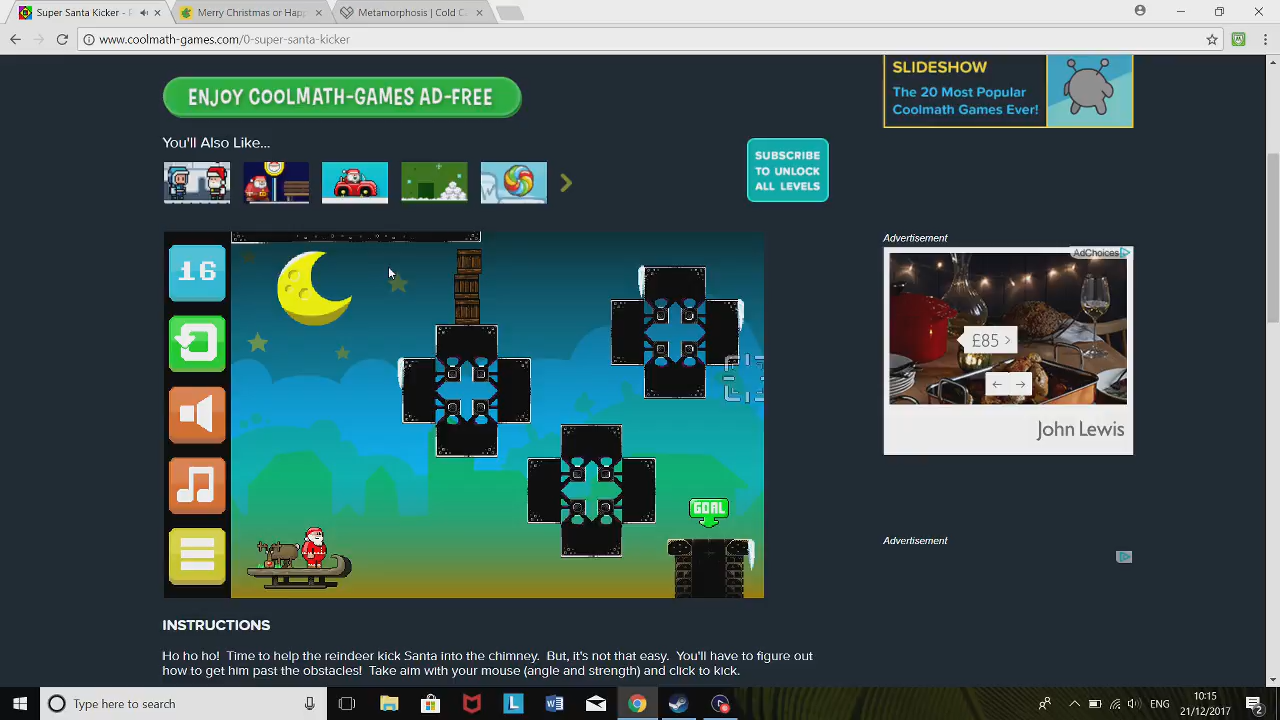 Super Santa Kicker - P
Merry Christmas or Happ
Metamorphosis | Cold C
www.coolmath-games.com/0-super-santa-kicker
ENJOY COOLMATH-GAMES AD-FREE
SLIDESHOW
The 20 Most Popular
Coolmath Games Ever!
You'll Also Like...
SUBSCRIBE
TO UNLOCK
ALL LEVELS
16
GOAL
Advertisement
AdChoices
£85
John Lewis
Advertisement
INSTRUCTIONS
Ho ho ho! Time to help the reindeer kick Santa into the chimney. But, it's not that easy. You'll have to figure out
how to get him past the obstacles! Take aim with your mouse (angle and strength) and click to kick.
Type here to search
ENG
10:15
21/12/2017
2